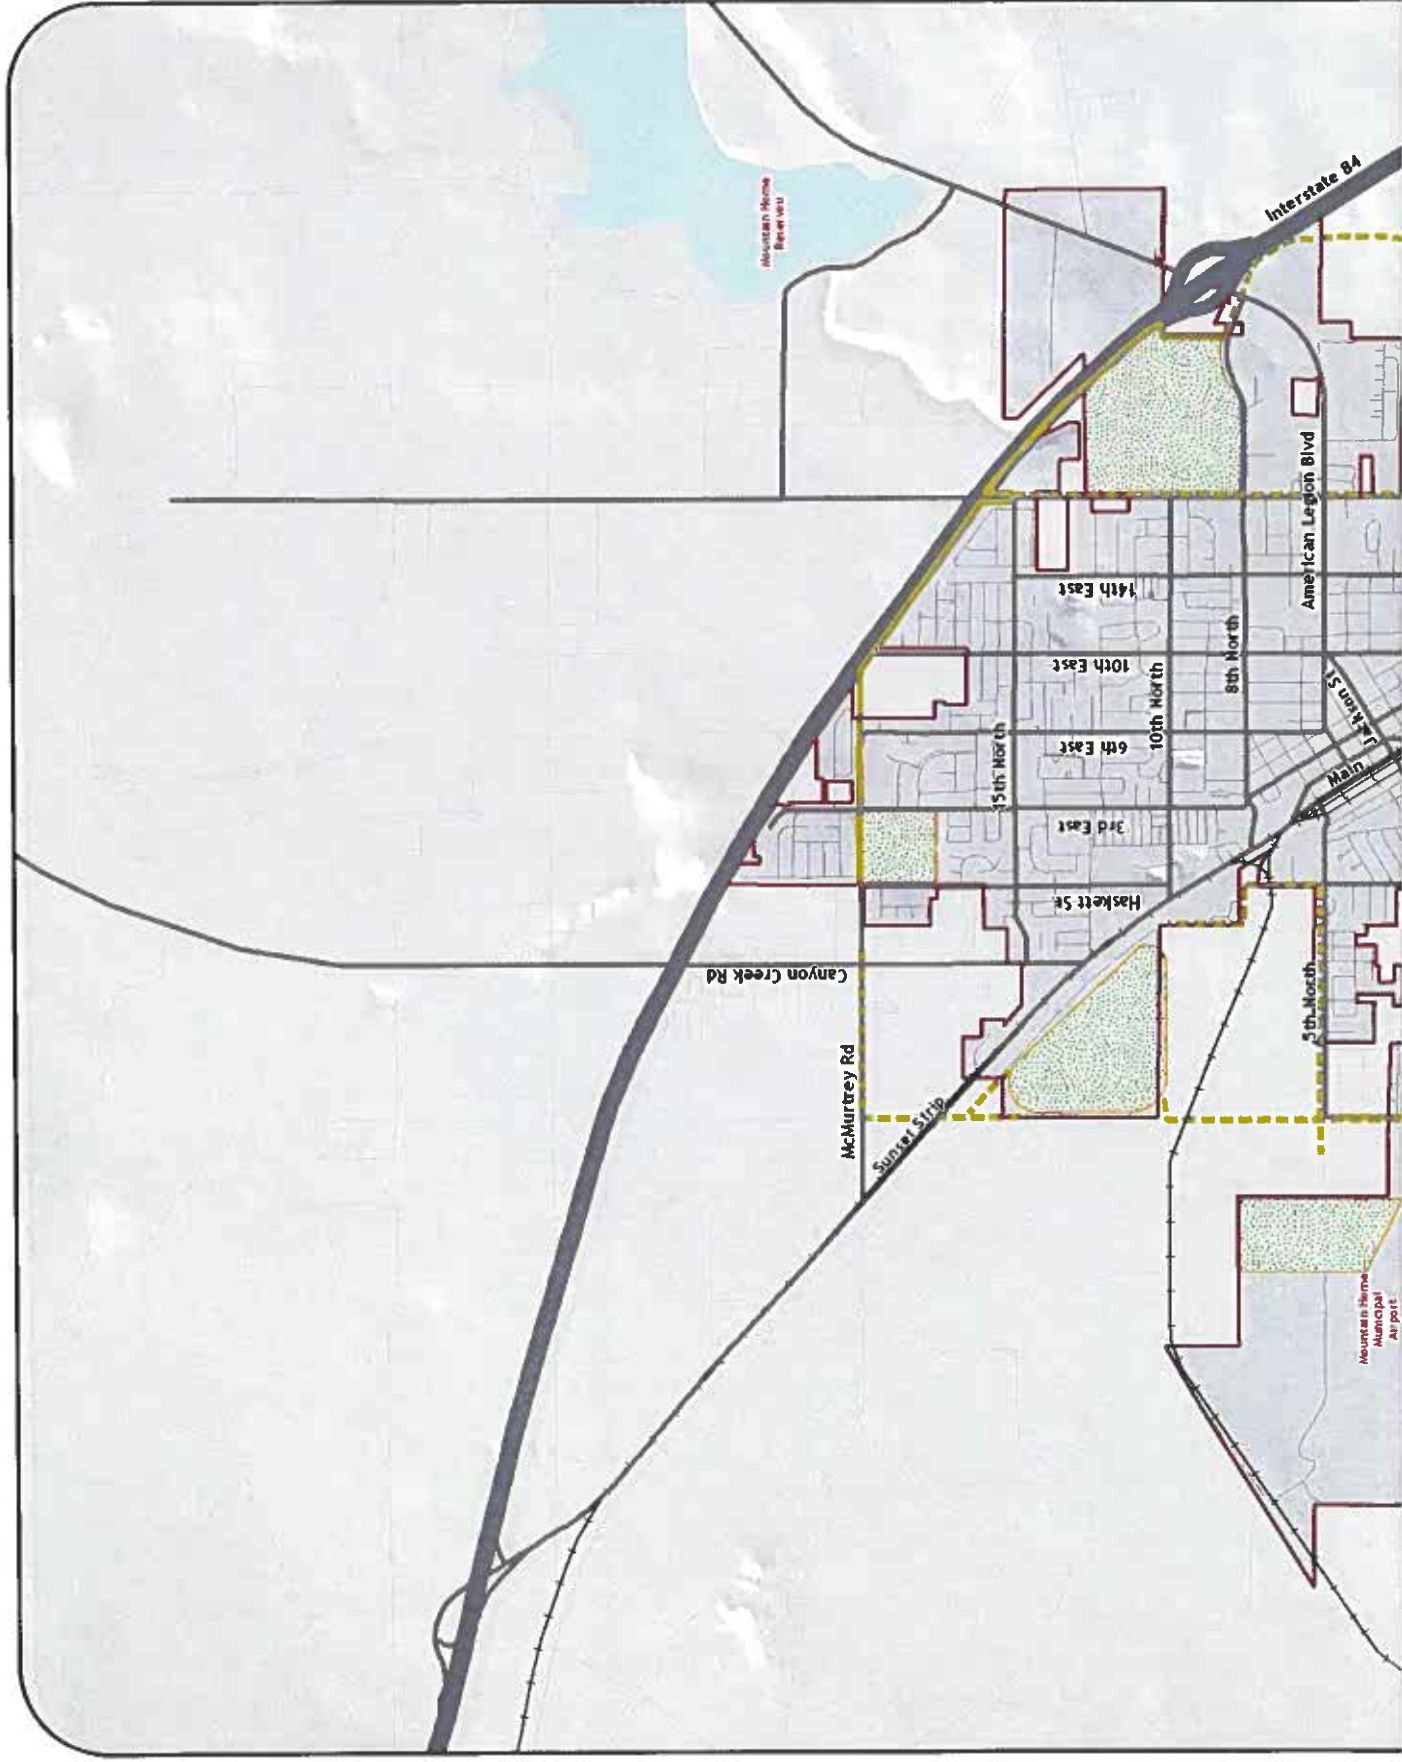 Mountain Home
Reservoir
Interstate 84
American Legion Blvd
14th East
10th East
8th North
10th North
Jackson St
6th East
15th North
Main
3rd East
Haskett St
Canyon Creek Rd
5th North
McMurtrey Rd
Sunset Strip
Mountain Home
Municipal
Airport